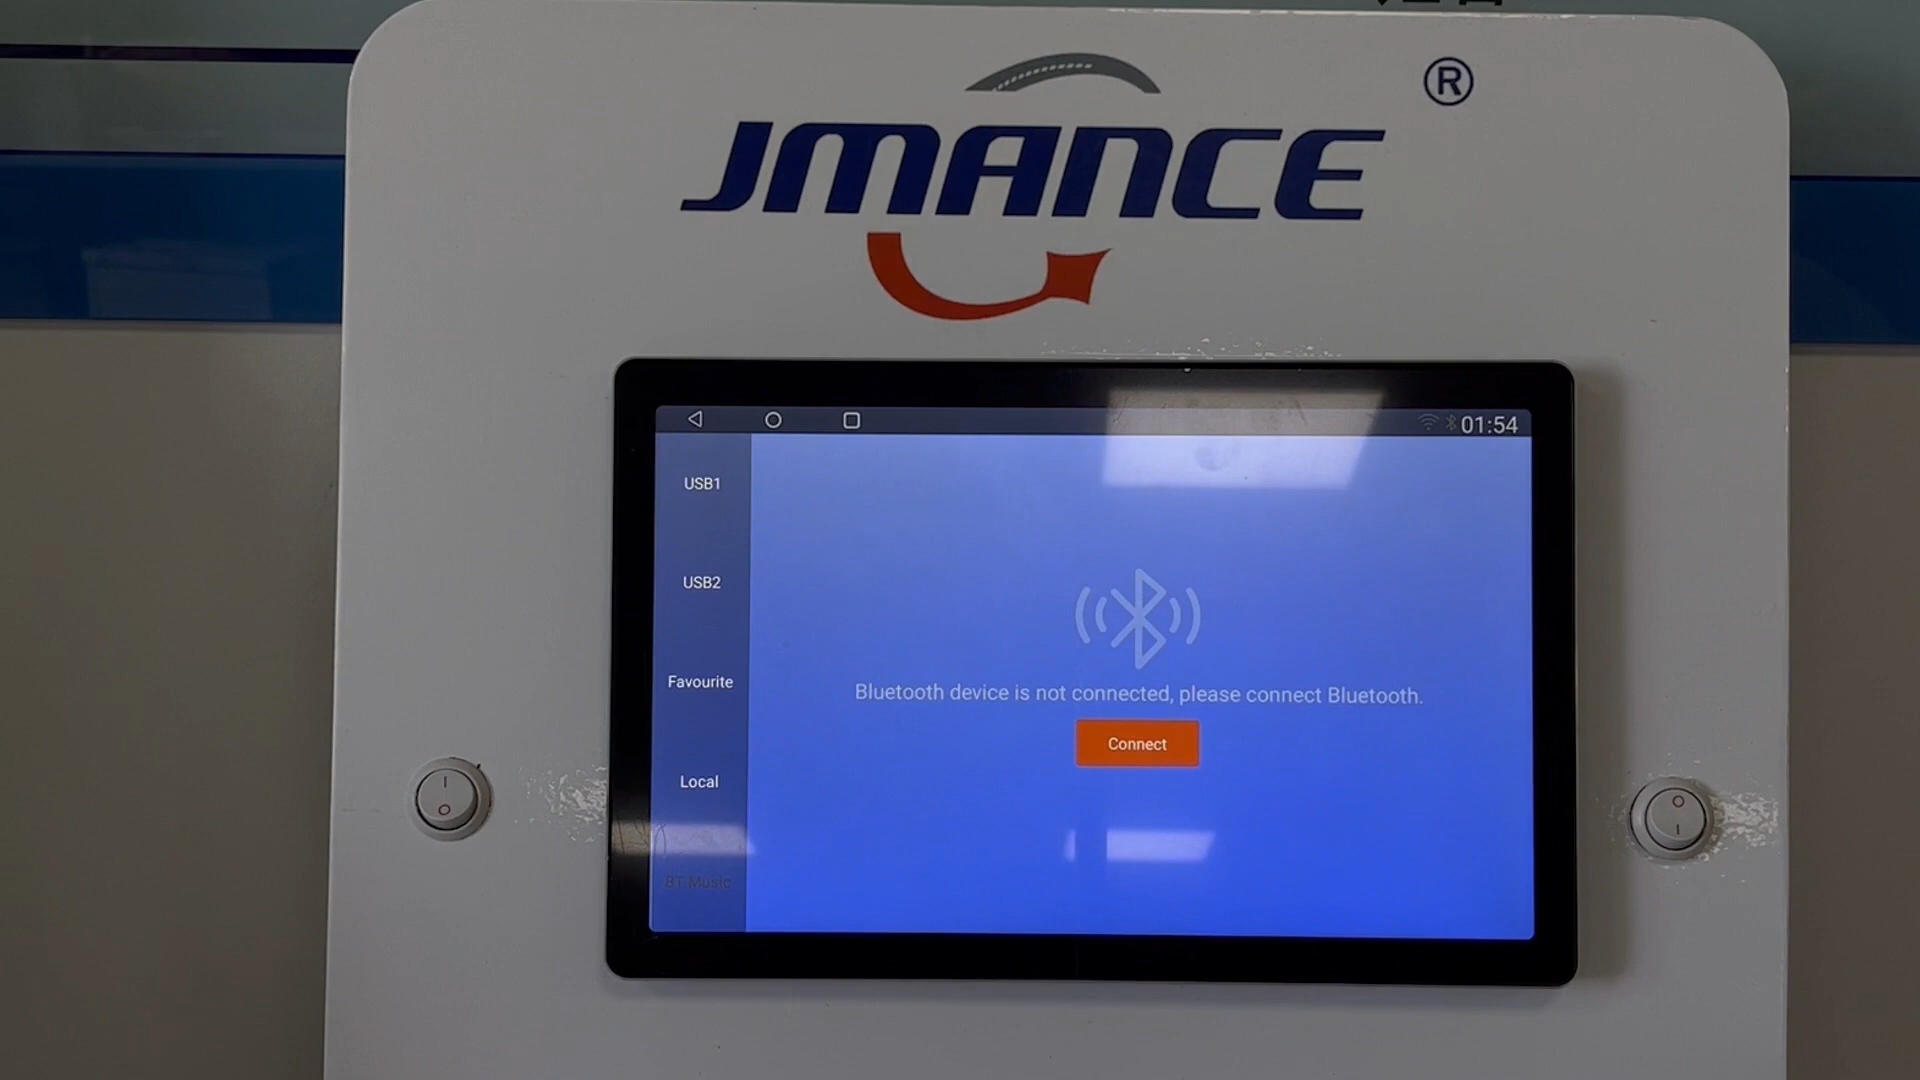 ®
JMANCE
01:54
USB1
USB2
Favourite
Local
BT Music
Bluetooth device is not connected, please connect Bluetooth.
Connect